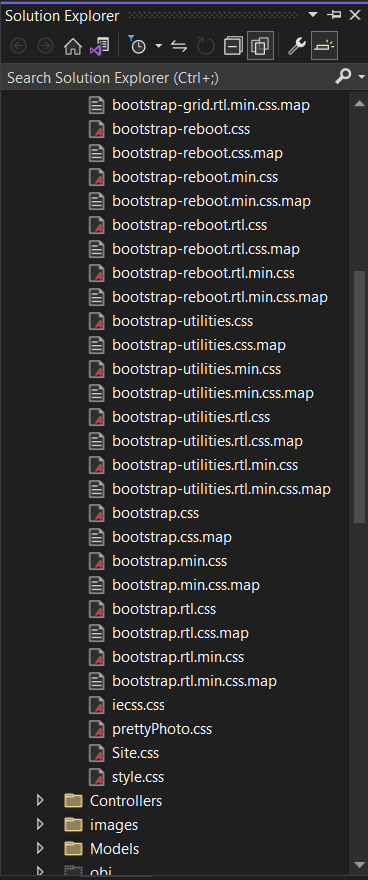 Solution Explorer
Search Solution Explorer (Ctrl+;)
bootstrap-grid.rtl.min.css.map
bootstrap-reboot.css
bootstrap-reboot.css.map
bootstrap-reboot.min.css
bootstrap-reboot.min.css.map
bootstrap-reboot.rtl.css
bootstrap-reboot.rtl.css.map
bootstrap-reboot.rtl.min.css
bootstrap-reboot.rtl.min.css.map
bootstrap-utilities.css
bootstrap-utilities.css.map
bootstrap-utilities.min.css
bootstrap-utilities.min.css.map
bootstrap-utilities.rtl.css
bootstrap-utilities.rtl.css.map
bootstrap-utilities.rtl.min.css
bootstrap-utilities.rtl.min.css.map
bootstrap.css
bootstrap.css.map
bootstrap.min.css
bootstrap.min.css.map
bootstrap.rtl.css
bootstrap.rtl.css.map
bootstrap.rtl.min.css
bootstrap.rtl.min.css.map
iecss.css
prettyPhoto.css
Site.css
style.css
Controllers
images
Models
obj